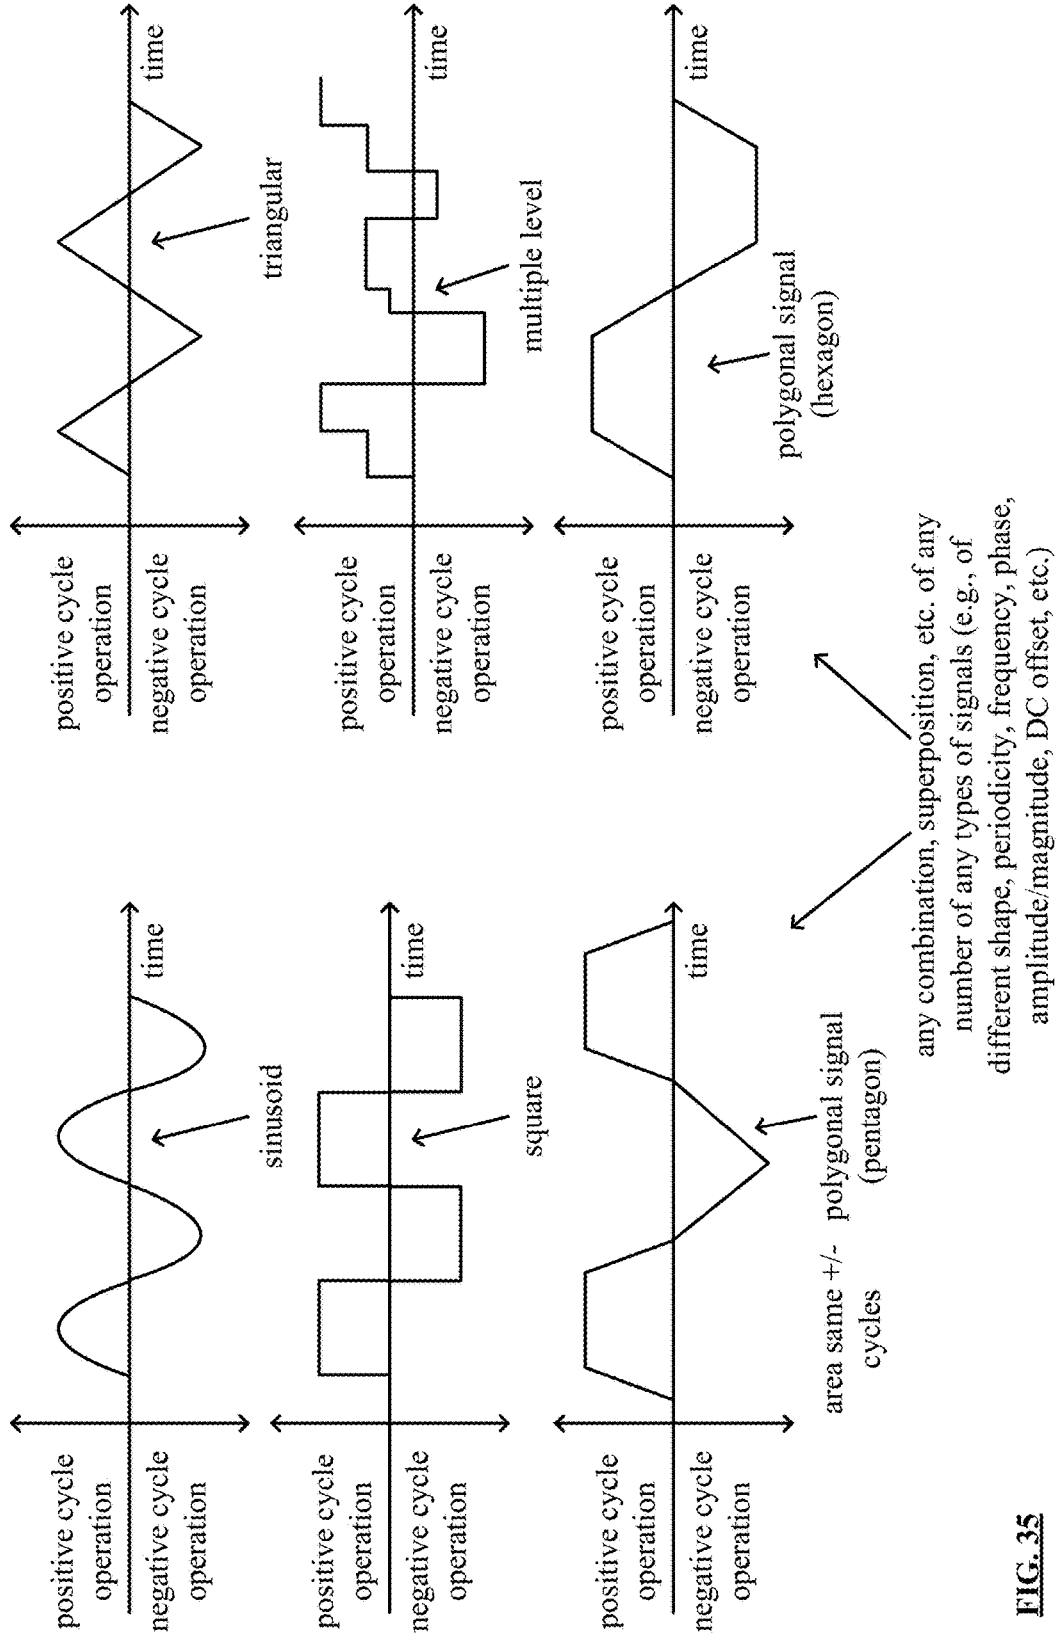 positive cycle
operation
negative cycle
operation
time
sinusoid
positive cycle
operation
negative cycle
operation
time
triangular
positive cycle
operation
negative cycle
operation
time
square
positive cycle
operation
negative cycle
operation
time
multiple level
positive cycle
operation
negative cycle
operation
time
area same +/-
cycles
polygonal signal
(pentagon)
positive cycle
operation
negative cycle
operation
time
polygonal signal
(hexagon)
any combination, superposition, etc. of any
number of any types of signals (e.g., of
different shape, periodicity, frequency, phase,
amplitude/magnitude, DC offset, etc.)
FIG. 35